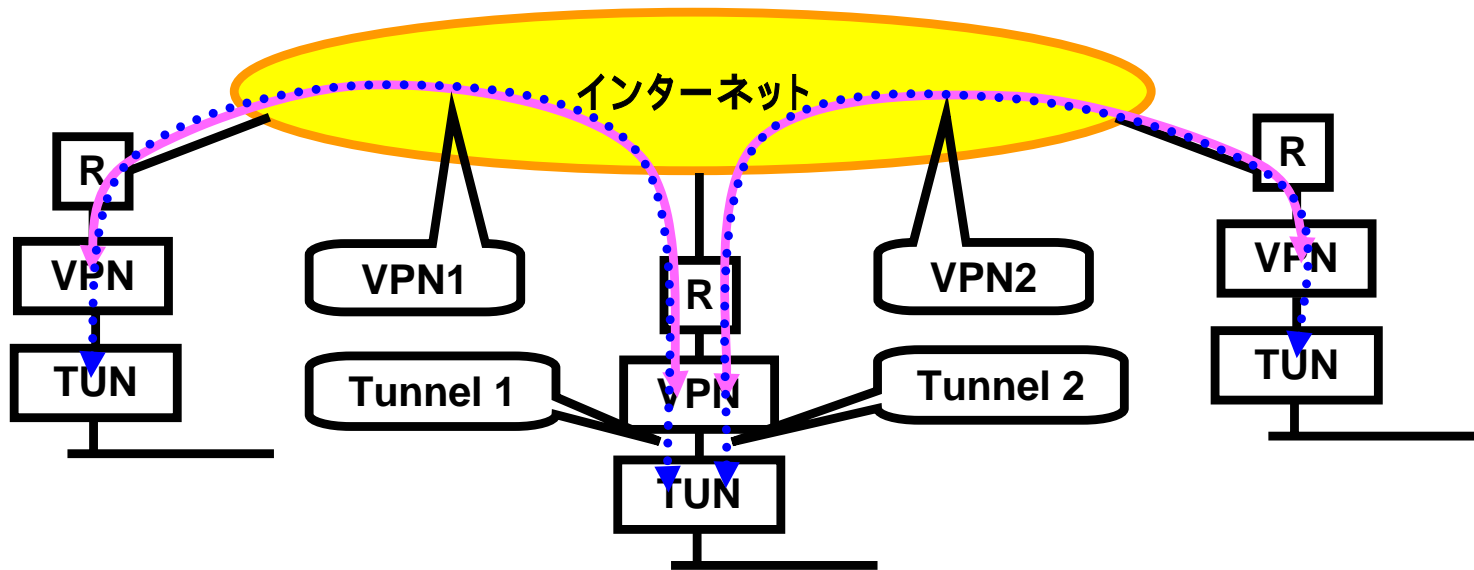 インターネット
R
R
VPN
VPN1
R
VPN2
VPN
TUN
Tunnel 1
VPN
Tunnel 2
TUN
TUN